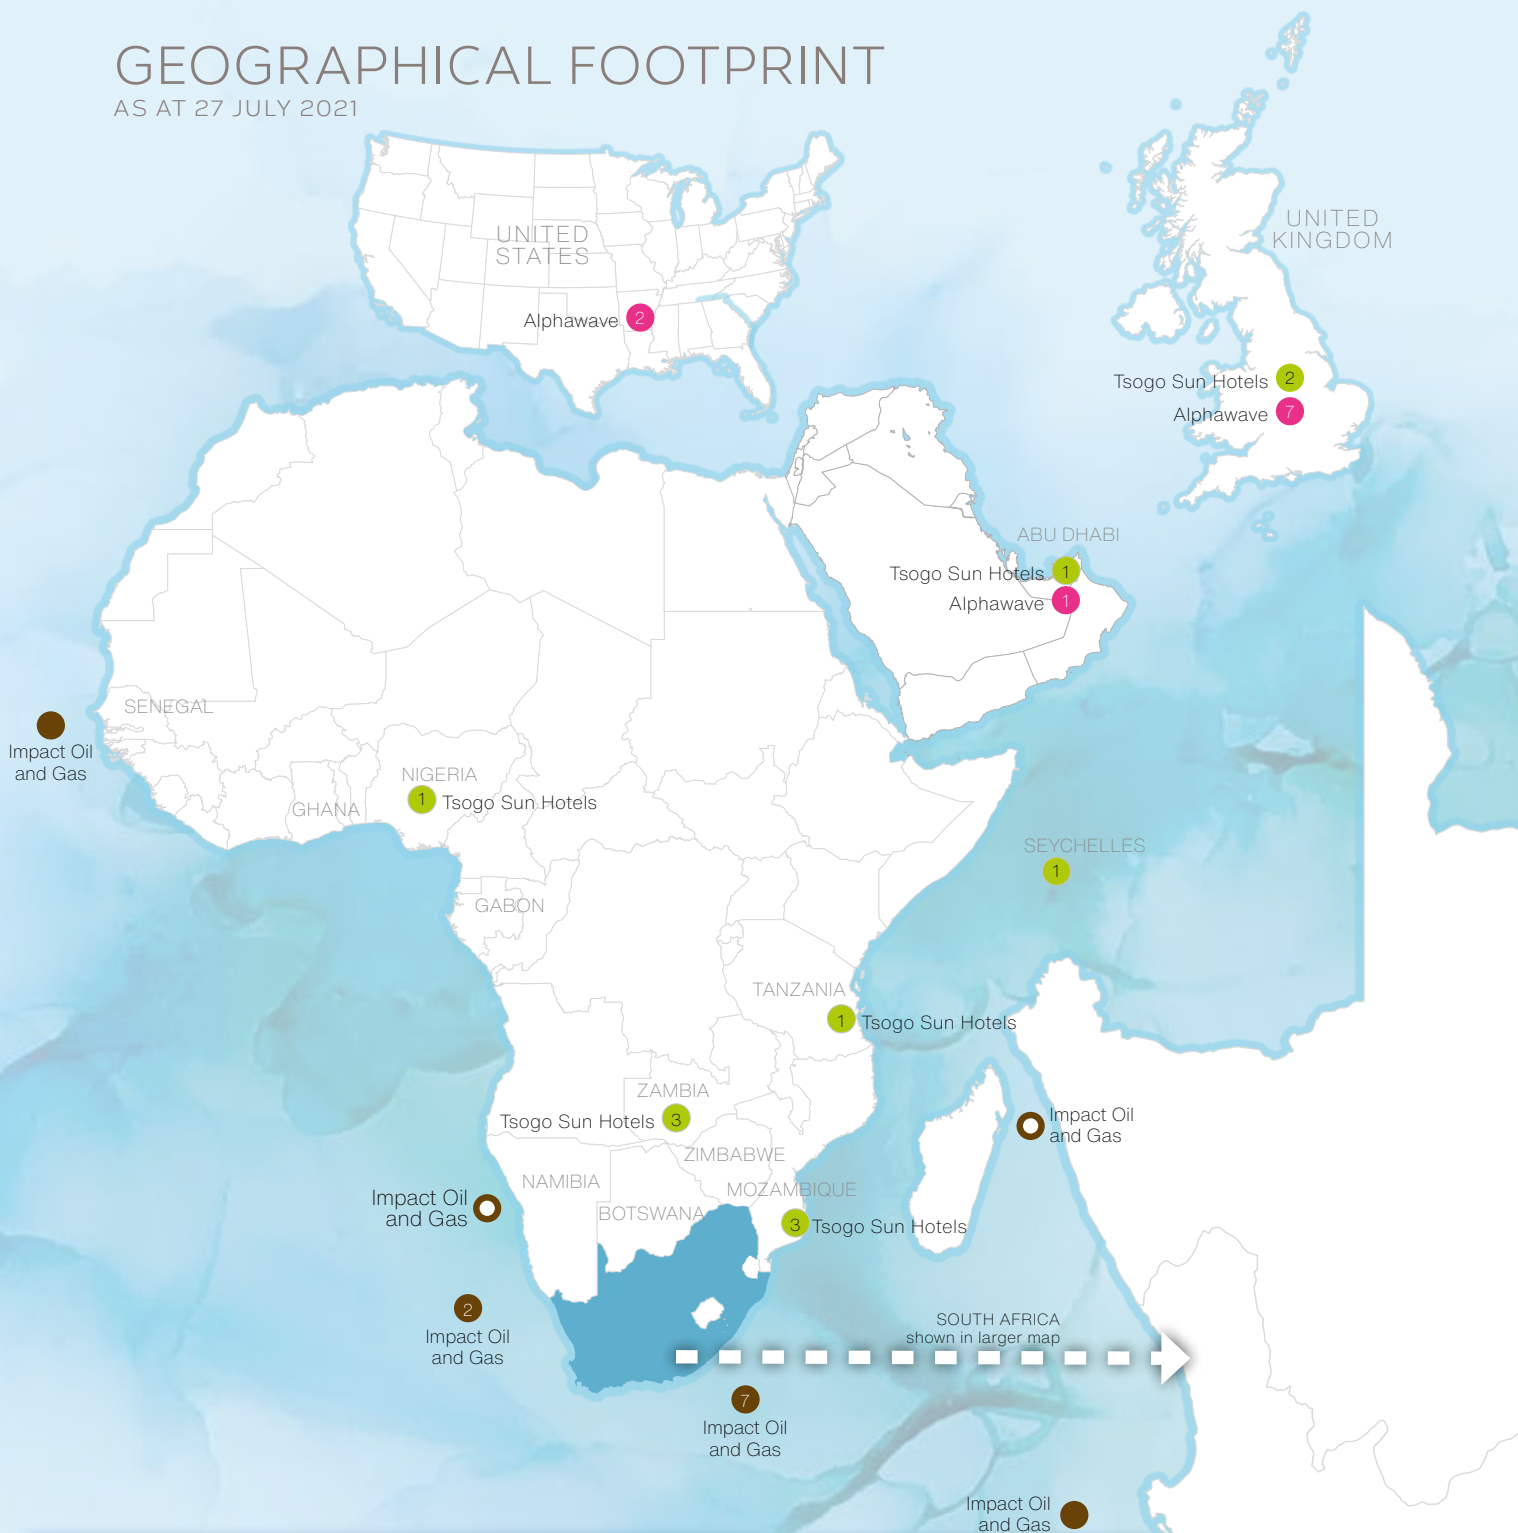 GEOGRAPHICAL FOOTPRINT
AS AT 27 JULY 2021
UNITED
STATES
Alphawave 2
UNITED
KINGDOM
Tsogo Sun Hotels 2
Alphawave 7
ABU DHABI
Tsogo Sun Hotels 1
Alphawave 1
SENEGAL
Impact Oil
and Gas
NIGERIA
1 Tsogo Sun Hotels
GHANA
SEYCHELLES
1
GABON
TANZANIA
1 Tsogo Sun Hotels
ZAMBIA
Tsogo Sun Hotels 3
Impact Oil
and Gas
ZIMBABWE
NAMIBIA
MOZAMBIQUE
Impact Oil
and Gas
BOTSWANA
3 Tsogo Sun Hotels
2
Impact Oil
and Gas
SOUTH AFRICA
shown in larger map
7
Impact Oil
and Gas
Impact Oil
and Gas